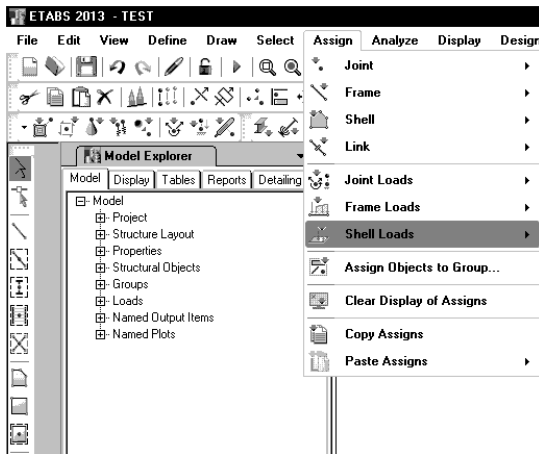 ETABS 2013 - TEST
File Edit View Define Draw Select Assign Analyze Display Design
Joint
Frame
Shell
Link
Joint Loads
Frame Loads
Shell Loads
Assign Objects to Group...
Clear Display of Assigns
Copy Assigns
Paste Assigns
Model Explorer
Model Display Tables Reports Detailing
Model
Project
Structure Layout
Properties
Structural Objects
Groups
Loads
Named Output Items
Named Plots